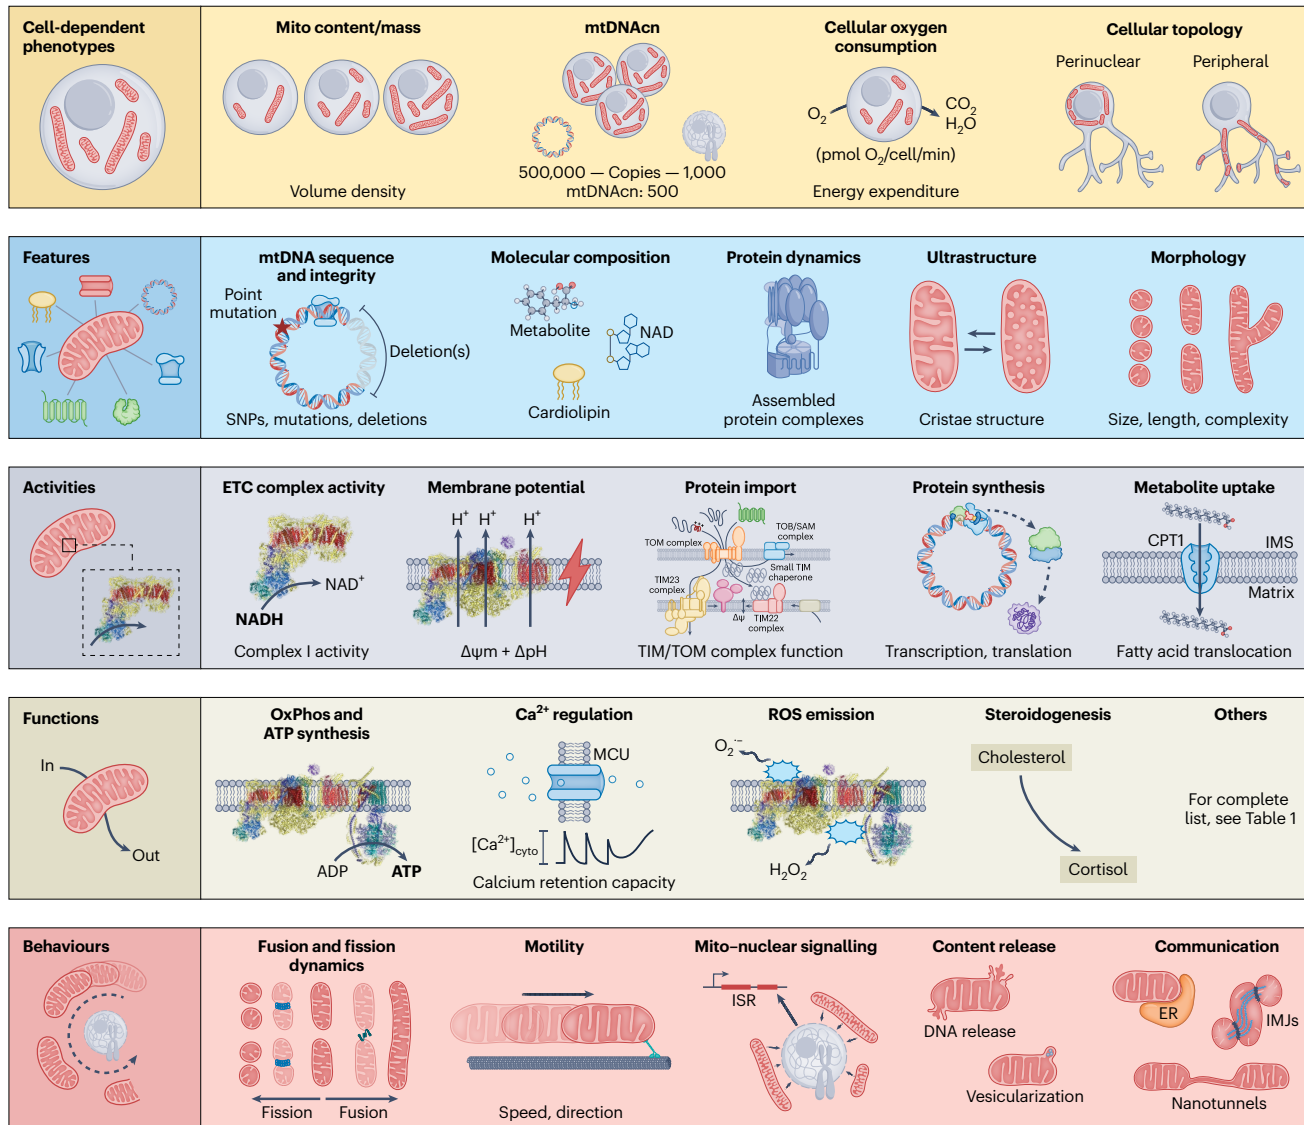 Cell-dependent
phenotypes
Mito content/mass
Volume density
mtDNAcn
500,000 — Copies — 1,000
mtDNAcn: 500
Cellular oxygen
consumption
O₂
CO₂
H₂O
(pmol O₂/cell/min)
Energy expenditure
Cellular topology
Perinuclear
Peripheral
Features
mtDNA sequence
and integrity
Point
mutation
Deletion(s)
SNPs, mutations, deletions
Molecular composition
Metabolite
NAD
Cardiolipin
Protein dynamics
Assembled
protein complexes
Ultrastructure
Cristae structure
Morphology
Size, length, complexity
Activities
ETC complex activity
NAD⁺
NADH
Complex I activity
Membrane potential
H⁺
H⁺
H⁺
Δψm + ΔpH
Protein import
TOM complex
TOB/SAM
complex
Small TIM
chaperone
TIM23
complex
Δψ
TIM22
complex
TIM/TOM complex function
Protein synthesis
Transcription, translation
Metabolite uptake
CPT1
IMS
Matrix
Fatty acid translocation
Functions
In
Out
OxPhos and
ATP synthesis
ADP
ATP
Ca²⁺ regulation
MCU
[Ca²⁺]cyto
Calcium retention capacity
ROS emission
O₂·⁻
H₂O₂
Steroidogenesis
Cholesterol
Cortisol
Others
For complete
list, see Table 1
Behaviours
Fusion and fission
dynamics
Fission
Fusion
Motility
Speed, direction
Mito–nuclear signalling
ISR
Content release
DNA release
Vesicularization
Communication
ER
IMJs
Nanotunnels